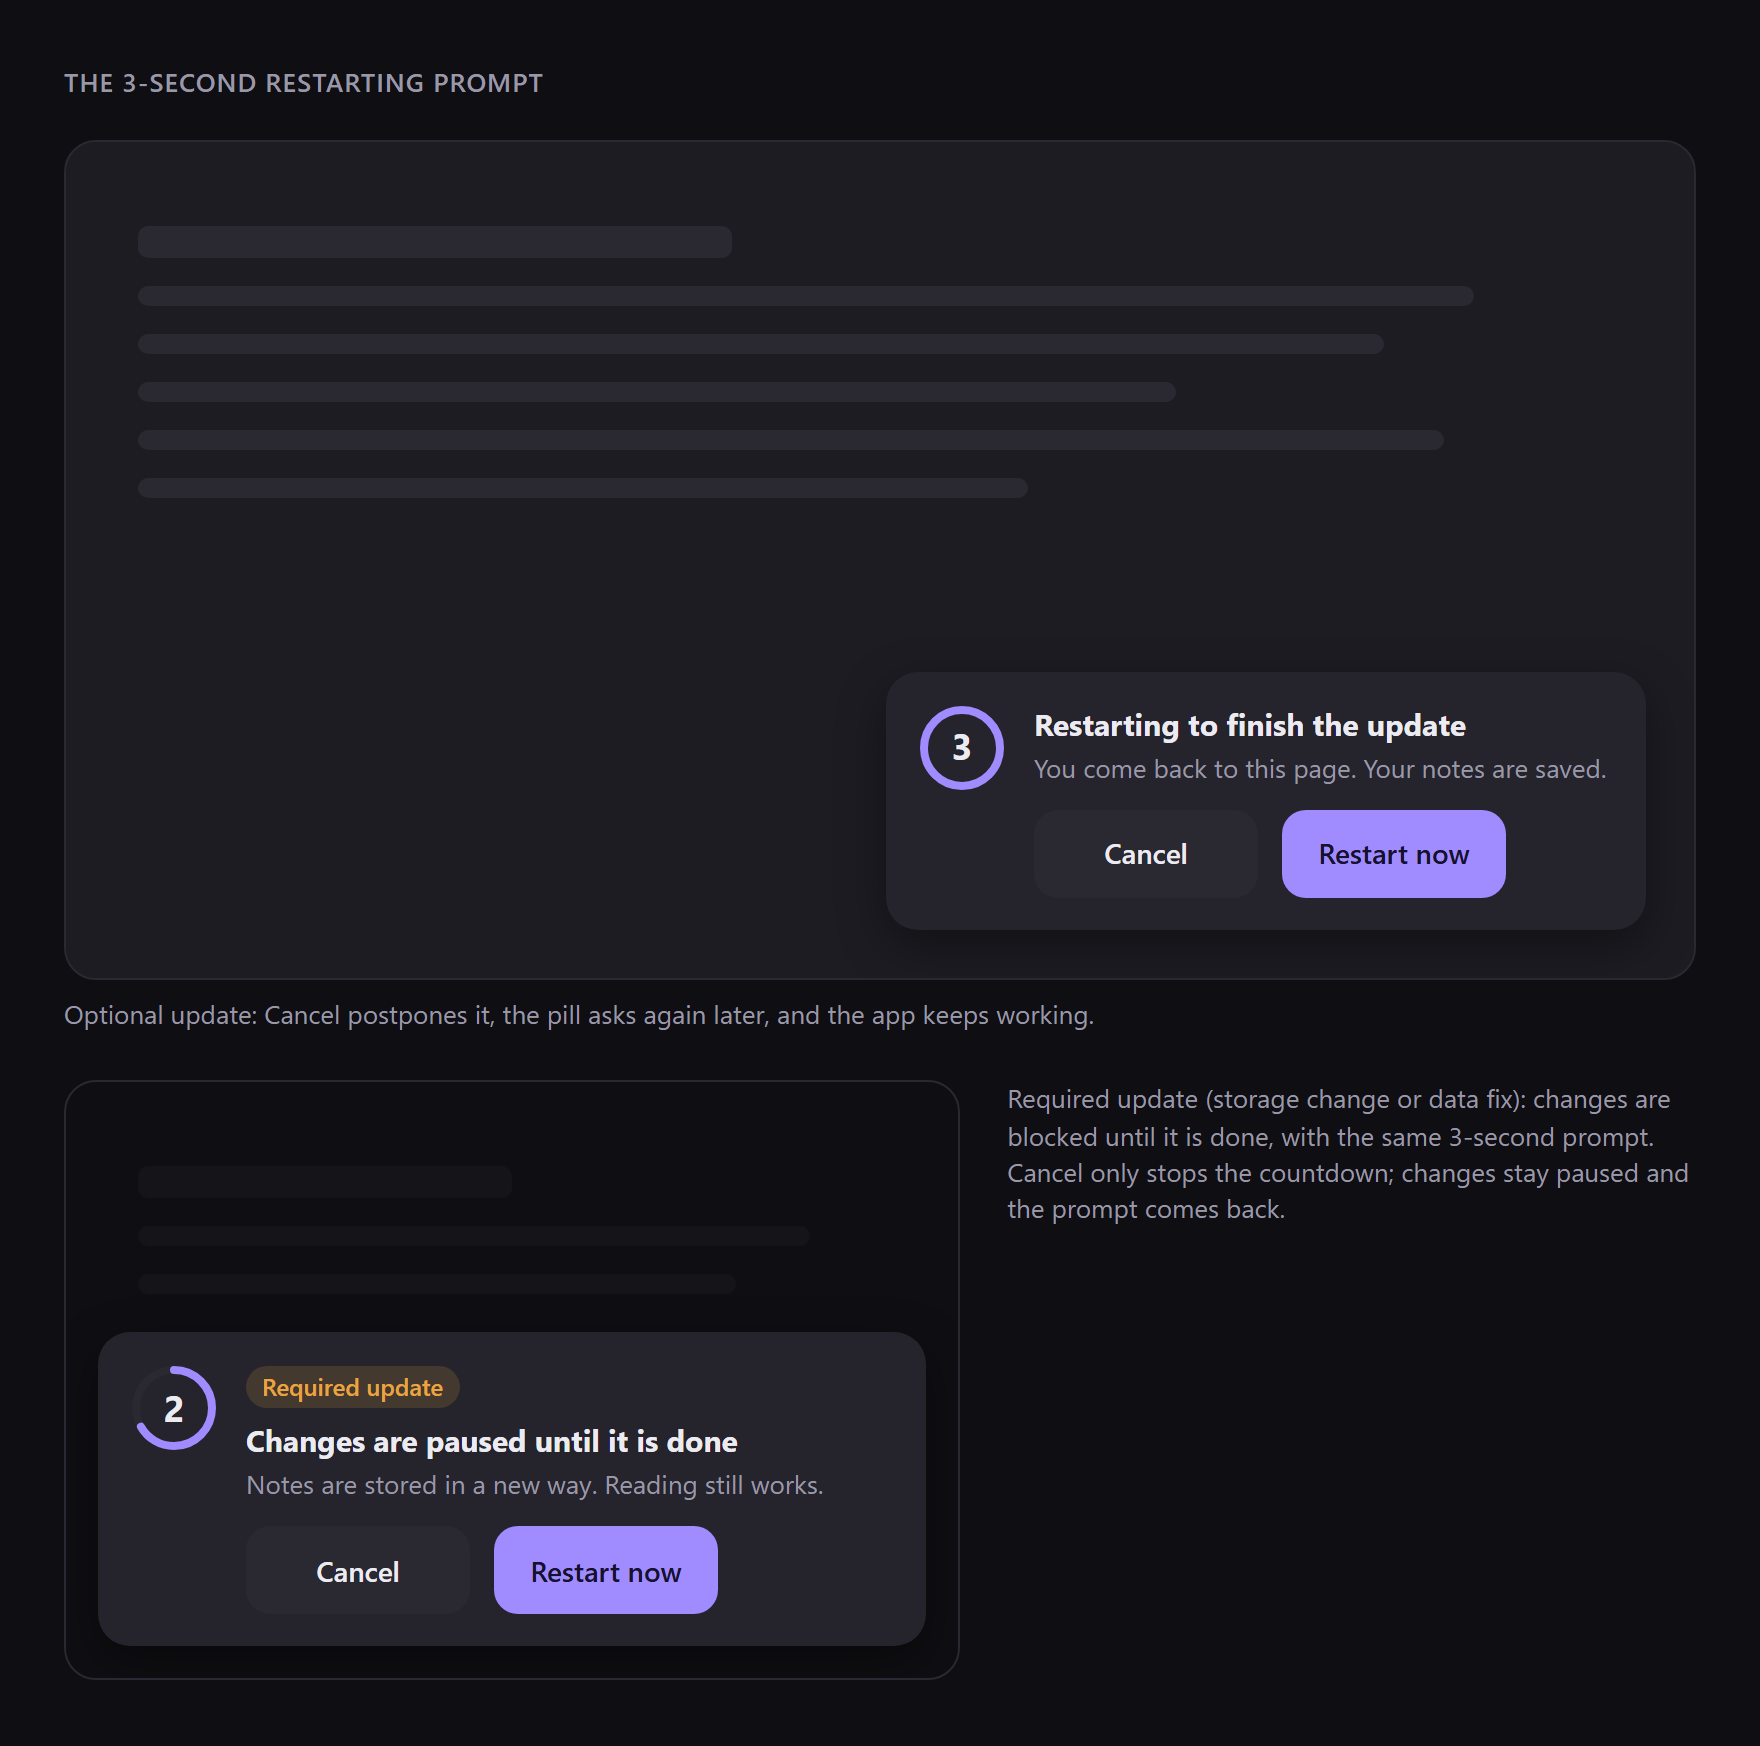 THE 3-SECOND RESTARTING PROMPT
3
Restarting to finish the update
You come back to this page. Your notes are saved.
Cancel
Restart now
Optional update: Cancel postpones it, the pill asks again later, and the app keeps working.
Required update (storage change or data fix): changes are
blocked until it is done, with the same 3-second prompt.
Cancel only stops the countdown; changes stay paused and
the prompt comes back.
2
Required update
Changes are paused until it is done
Notes are stored in a new way. Reading still works.
Cancel
Restart now